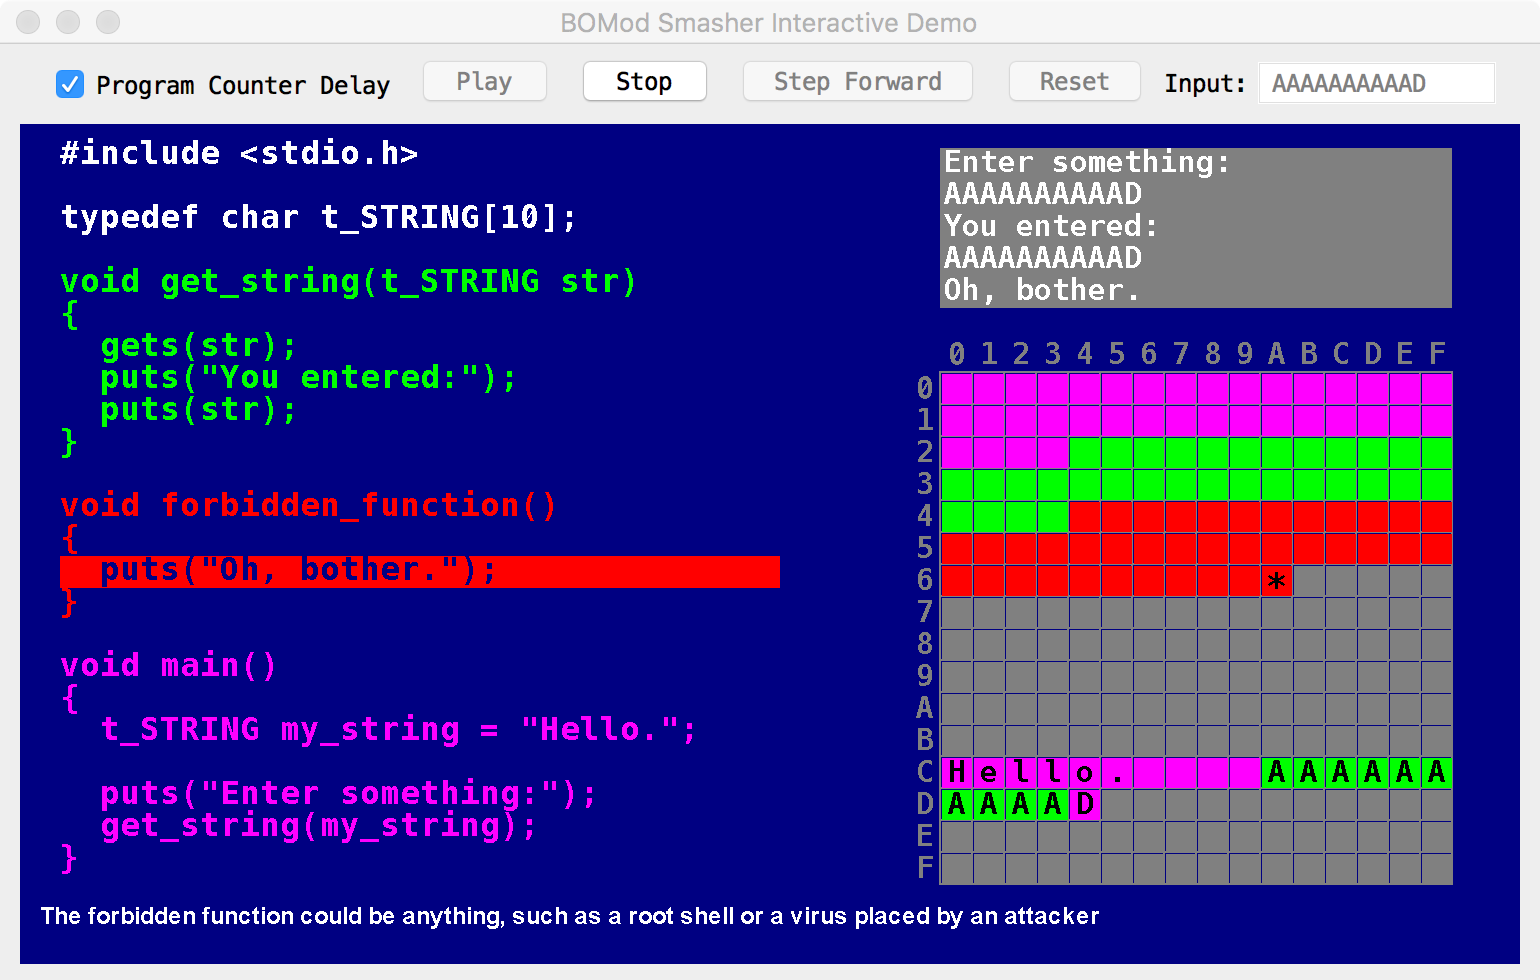 BOMod Smasher Interactive Demo
Program Counter Delay Play Stop Step Forward Reset Input: AAAAAAAAAAD
#include <stdio.h>
typedef char t_STRING[10];
void get_string(t_STRING str)
{
gets(str);
puts("You entered:");
puts(str);
}
void forbidden_function()
{
puts("Oh, bother.");
}
void main()
{
t_STRING my_string = "Hello.";
puts("Enter something:");
get_string(my_string);
}
Enter something:
AAAAAAAAAAD
You entered:
AAAAAAAAAAD
Oh, bother.
0 1 2 3 4 5 6 7 8 9 A B C D E F
0
1
2
3
4
5
6 *
7
8
9
A
B
C H e l l o . A A A A A A
D A A A A D
E
F
The forbidden function could be anything, such as a root shell or a virus placed by an attacker